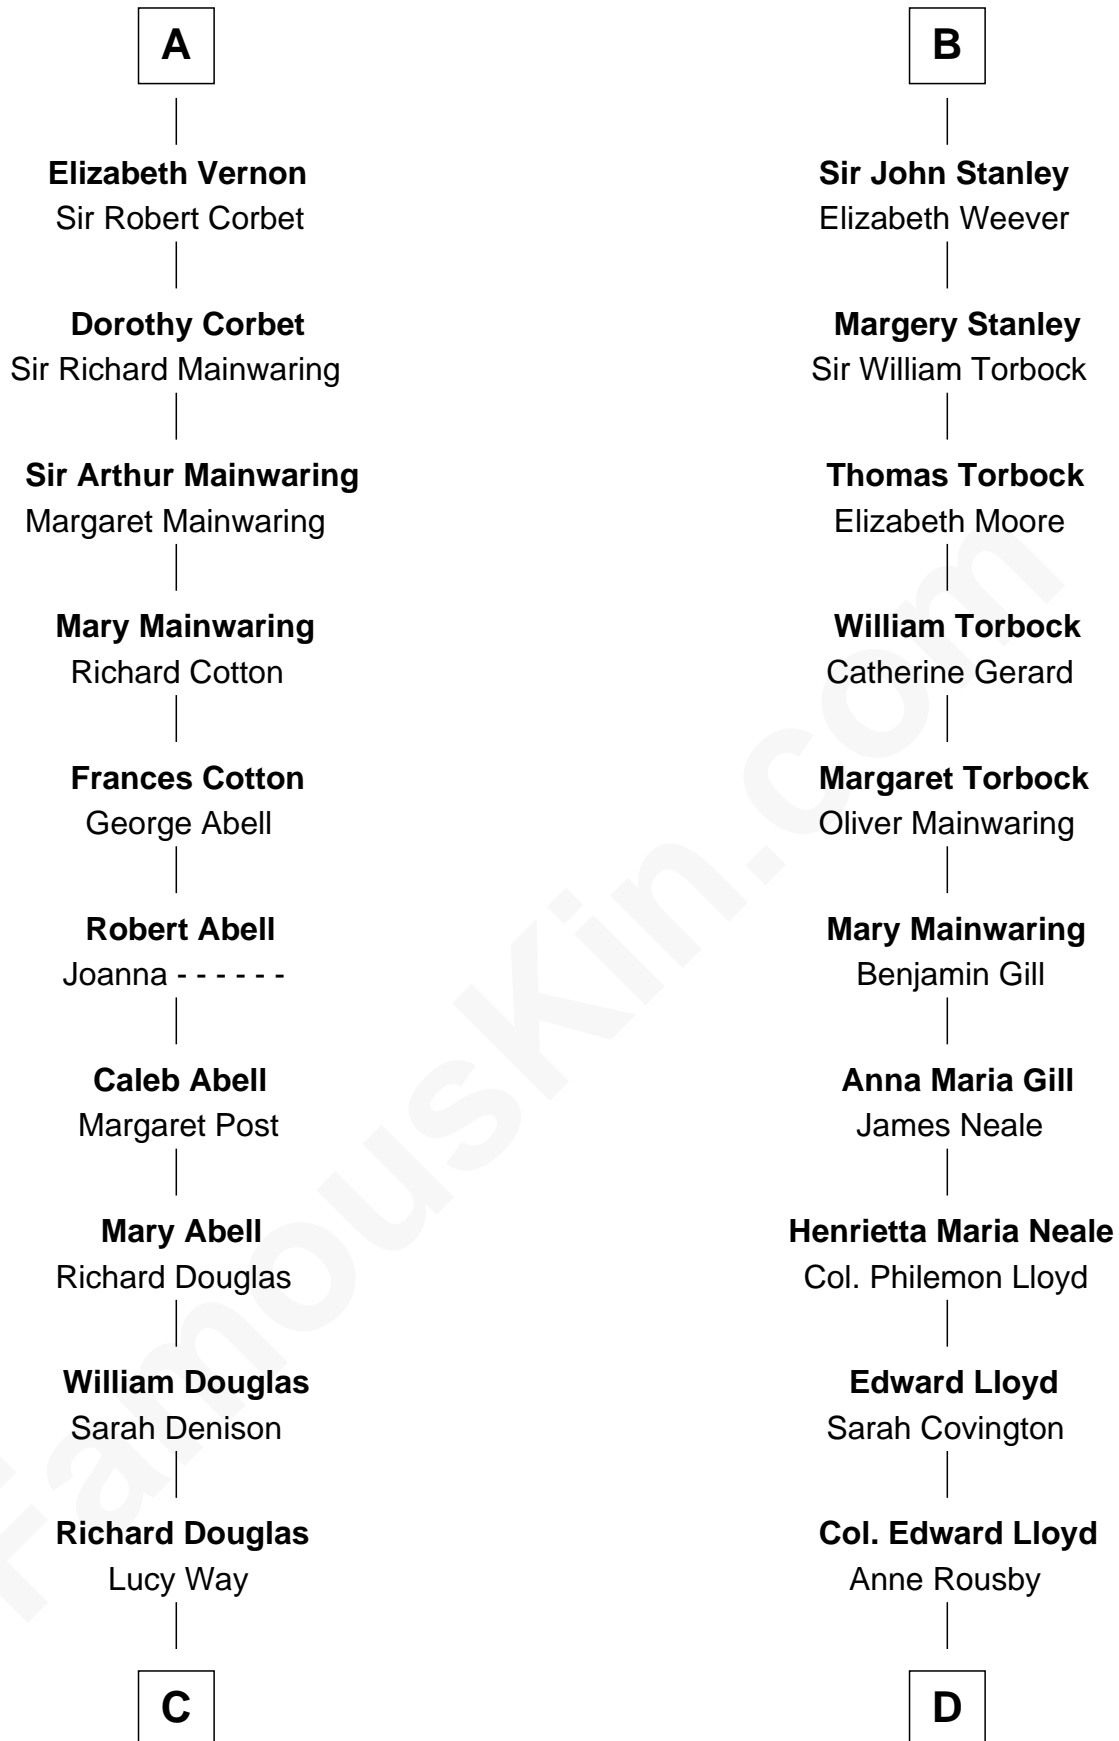 A
Elizabeth Vernon
Sir Robert Corbet
Dorothy Corbet
Sir Richard Mainwaring
Sir Arthur Mainwaring
Margaret Mainwaring
Mary Mainwaring
Richard Cotton
Frances Cotton
George Abell
Robert Abell
Joanna - - - - - -
Caleb Abell
Margaret Post
Mary Abell
Richard Douglas
William Douglas
Sarah Denison
Richard Douglas
Lucy Way
C
B
Sir John Stanley
Elizabeth Weever
Margery Stanley
Sir William Torbock
Thomas Torbock
Elizabeth Moore
William Torbock
Catherine Gerard
Margaret Torbock
Oliver Mainwaring
Mary Mainwaring
Benjamin Gill
Anna Maria Gill
James Neale
Henrietta Maria Neale
Col. Philemon Lloyd
Edward Lloyd
Sarah Covington
Col. Edward Lloyd
Anne Rousby
D
FamousKin.com